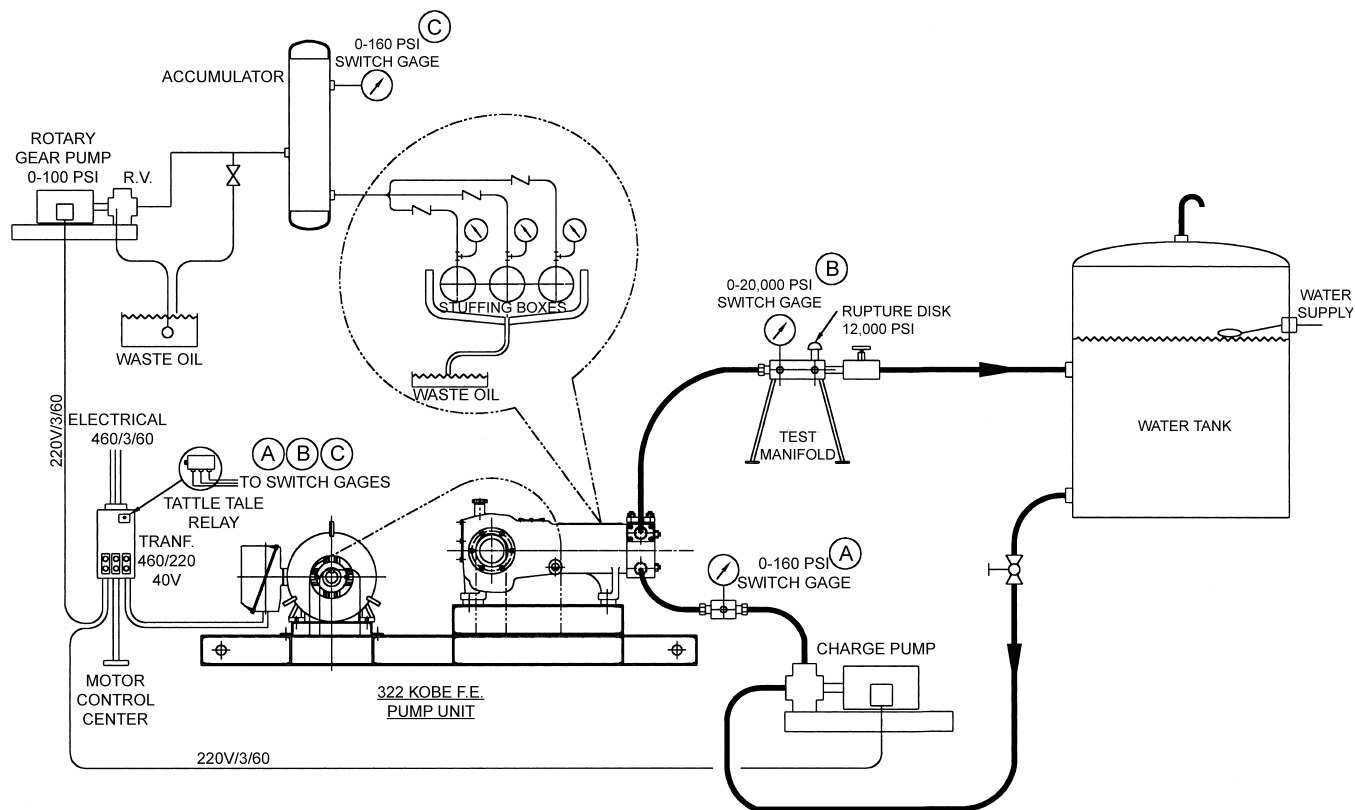 C
0-160 PSI
SWITCH GAGE
ACCUMULATOR
ROTARY
GEAR PUMP
0-100 PSI
R.V.
WASTE OIL
STUFFING BOXES
WASTE OIL
B
0-20,000 PSI
SWITCH GAGE
RUPTURE DISK
12,000 PSI
TEST
MANIFOLD
WATER
SUPPLY
WATER TANK
220V/3/60
ELECTRICAL
460/3/60
A B C
TO SWITCH GAGES
TATTLE TALE
RELAY
TRANF.
460/220
40V
MOTOR
CONTROL
CENTER
A
0-160 PSI
SWITCH GAGE
CHARGE PUMP
322 KOBE F.E.
PUMP UNIT
220V/3/60